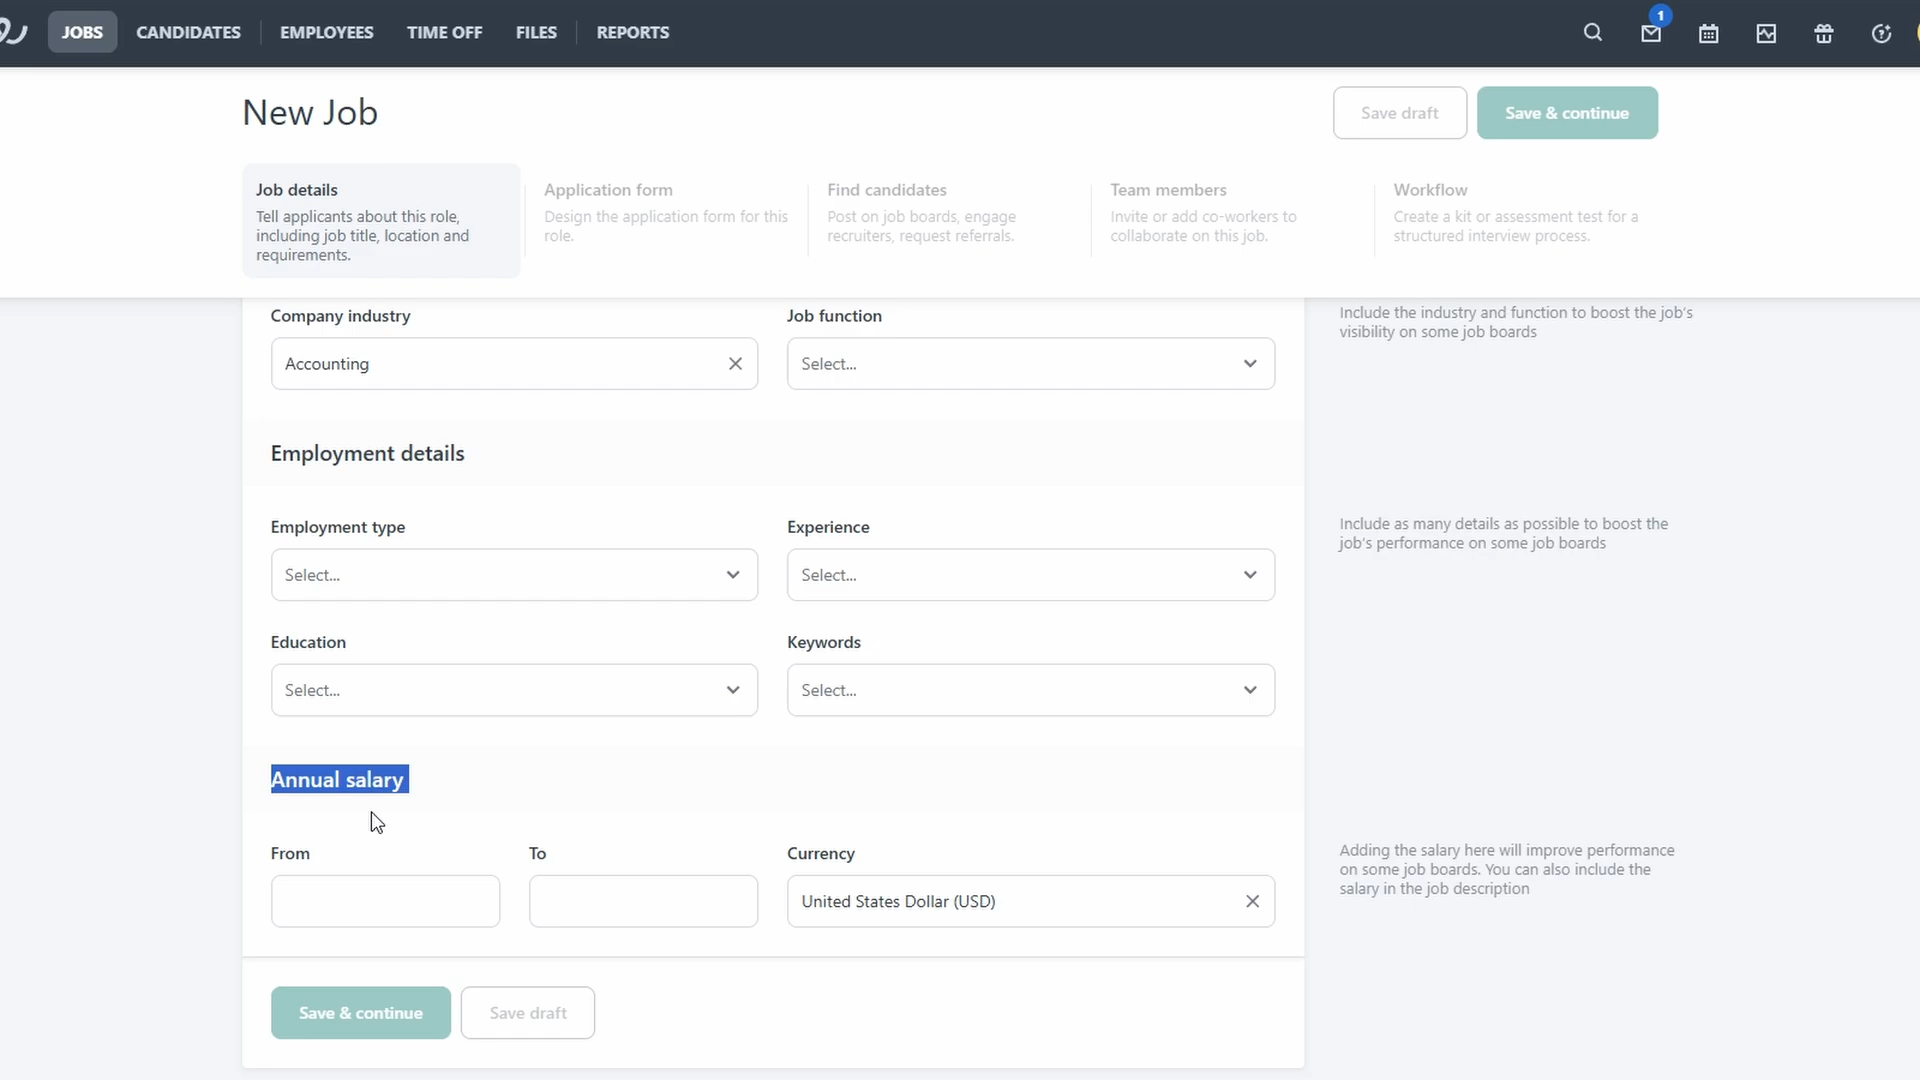 JOBS CANDIDATES EMPLOYEES TIME OFF FILES REPORTS 1
New Job Save draft Save & continue
Job details
Tell applicants about this role,
including job title, location and
requirements.
Application form
Design the application form for this
role.
Find candidates
Post on job boards, engage
recruiters, request referrals.
Team members
Invite or add co-workers to
collaborate on this job.
Workflow
Create a kit or assessment test for a
structured interview process.
Company industry Job function
Accounting Select...
Include the industry and function to boost the job's
visibility on some job boards
Employment details
Employment type Experience
Select... Select...
Include as many details as possible to boost the
job's performance on some job boards
Education Keywords
Select... Select...
Annual salary
From To Currency
United States Dollar (USD)
Adding the salary here will improve performance
on some job boards. You can also include the
salary in the job description
Save & continue Save draft